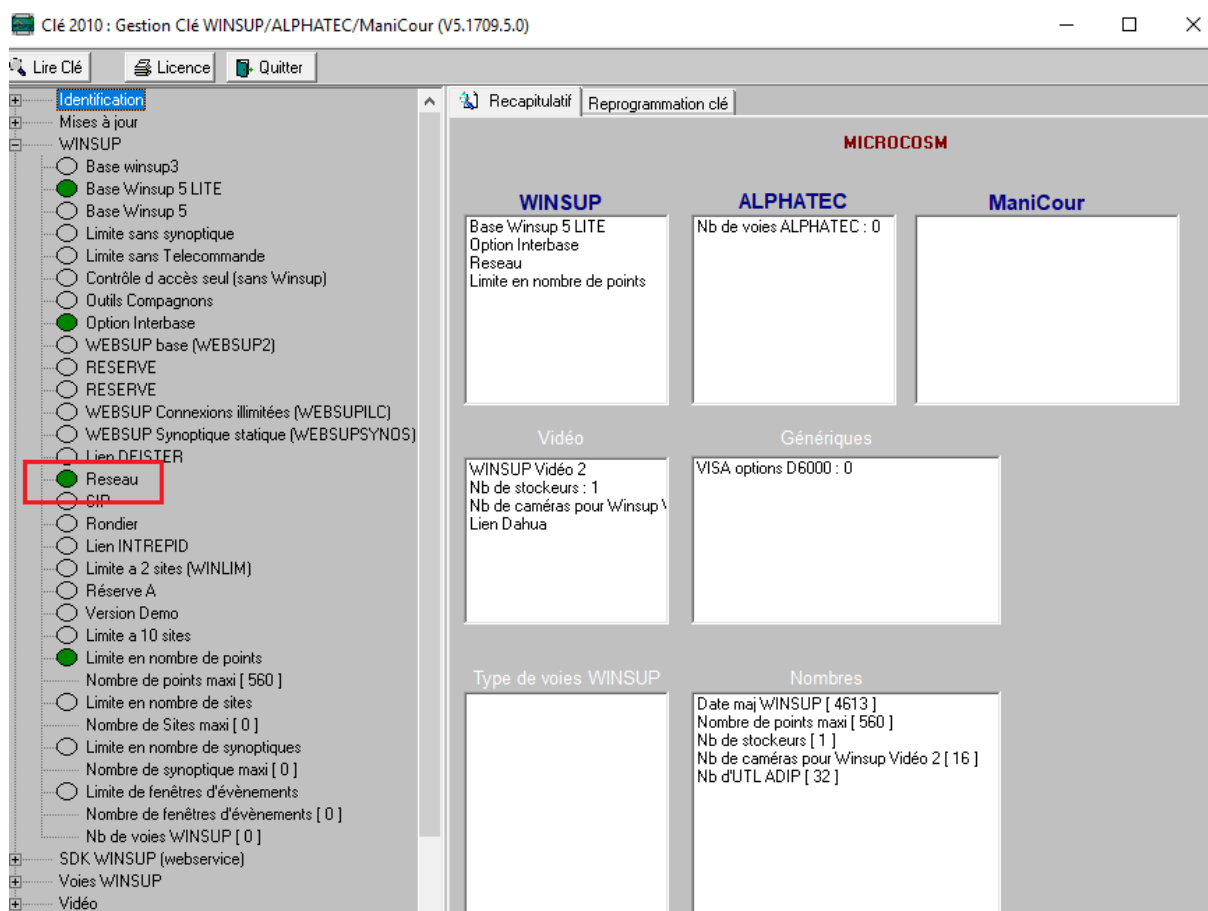 Clé 2010 : Gestion Clé WINSUP/ALPHATEC/ManiCour (V5.1709.5.0)
Lire Clé
Licence
Quitter
Identification
Mises à jour
WINSUP
Base winsup3
Base Winsup 5 LITE
Base Winsup 5
Limite sans synoptique
Limite sans Telecommande
Contrôle d accès seul (sans Winsup)
Outils Compagnons
Option Interbase
WEBSUP base (WEBSUP2)
RESERVE
RESERVE
WEBSUP Connexions illimitées (WEBSUPILC)
WEBSUP Synoptique statique (WEBSUPSYNOS)
Lien DEISTER
Reseau
SIP
Rondier
Lien INTREPID
Limite a 2 sites (WINLIM)
Réserve A
Version Demo
Limite a 10 sites
Limite en nombre de points
Nombre de points maxi [ 560 ]
Limite en nombre de sites
Nombre de Sites maxi [ 0 ]
Limite en nombre de synoptiques
Nombre de synoptique maxi [ 0 ]
Limite de fenêtres d'évènements
Nombre de fenêtres d'évènements [ 0 ]
Nb de voies WINSUP [ 0 ]
SDK WINSUP (webservice)
Voies WINSUP
Vidéo
Recapitulatif
Reprogrammation clé
MICROCOSM
WINSUP
Base Winsup 5 LITE
Option Interbase
Reseau
Limite en nombre de points
ALPHATEC
Nb de voies ALPHATEC : 0
ManiCour
Vidéo
WINSUP Vidéo 2
Nb de stockeurs : 1
Nb de caméras pour Winsup V
Lien Dahua
Génériques
VISA options D6000 : 0
Type de voies WINSUP
Nombres
Date maj WINSUP [ 4613 ]
Nombre de points maxi [ 560 ]
Nb de stockeurs [ 1 ]
Nb de caméras pour Winsup Vidéo 2 [ 16 ]
Nb d'UTL ADIP [ 32 ]